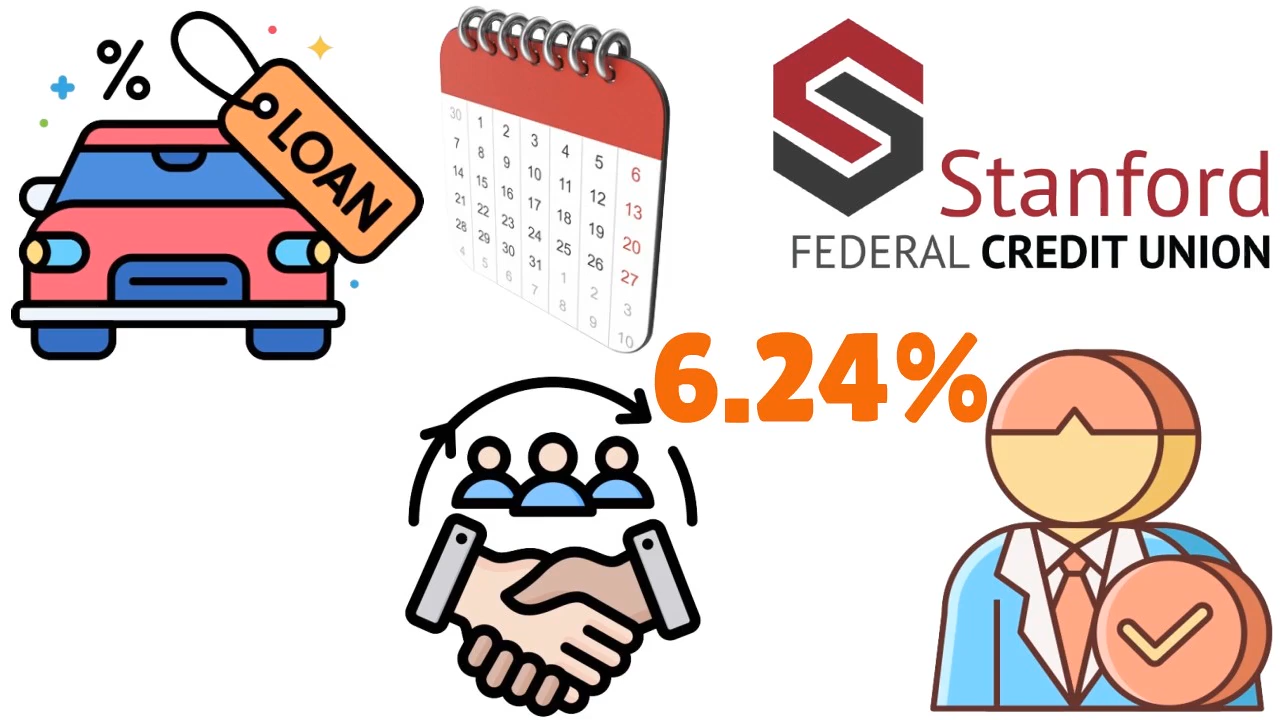 %
LOAN
30 1 2 3 4 5 6
7 8 9 10 11 12 13
14 15 16 17 18 19 20
21 22 23 24 25 26 27
28 29 30 31 1 2 3
4 5 6 7 8 9 10
Stanford
FEDERAL CREDIT UNION
6.24%